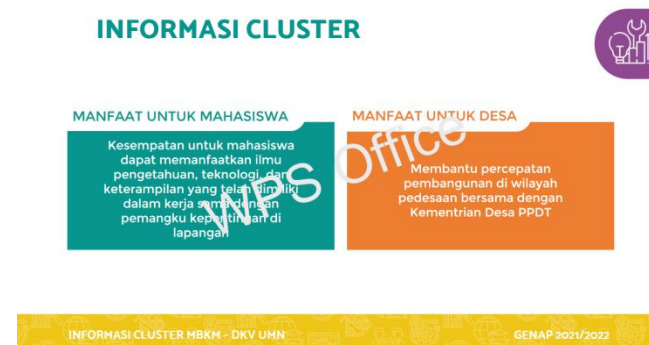 INFORMASI CLUSTER
MANFAAT UNTUK MAHASISWA
Kesempatan untuk mahasiswa
dapat memanfaatkan ilmu
pengetahuan, teknologi, dan
keterampilan yang telah dimiliki
dalam kerja sama dengan
pemangku kepentingan di
lapangan
MANFAAT UNTUK DESA
Membantu percepatan
pembangunan di wilayah
pedesaan bersama dengan
Kementrian Desa PPDT
WPS Office
INFORMASI CLUSTER MBKM - DKV UMN
GENAP 2021/2022